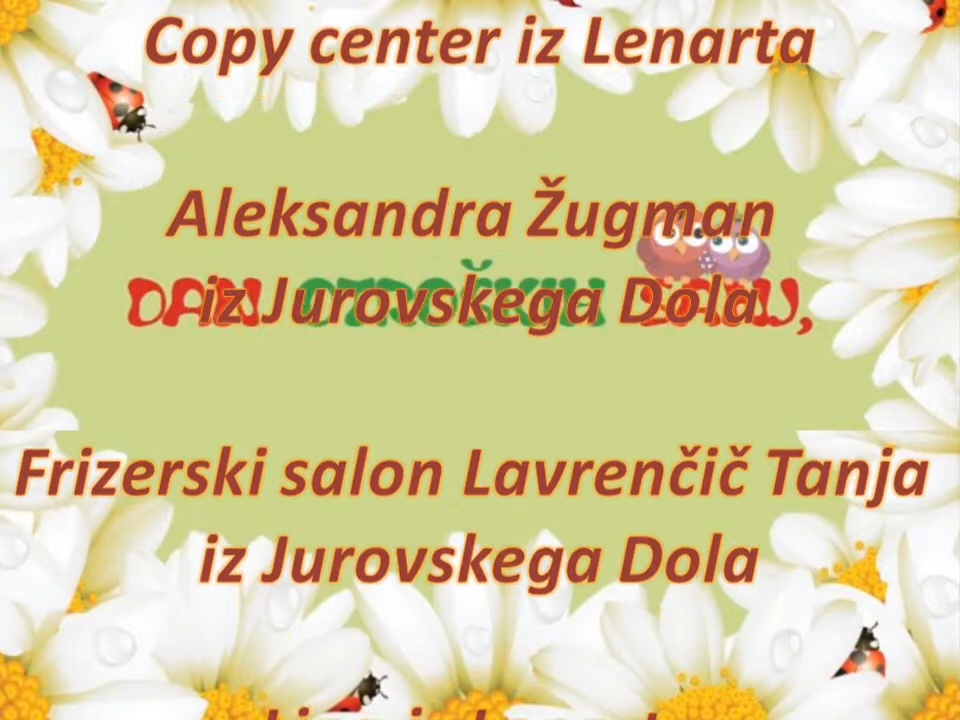 Copy center iz Lenarta
Aleksandra Žugman
iz Jurovskega Dola
Frizerski salon Lavrenčič Tanja
iz Jurovskega Dola